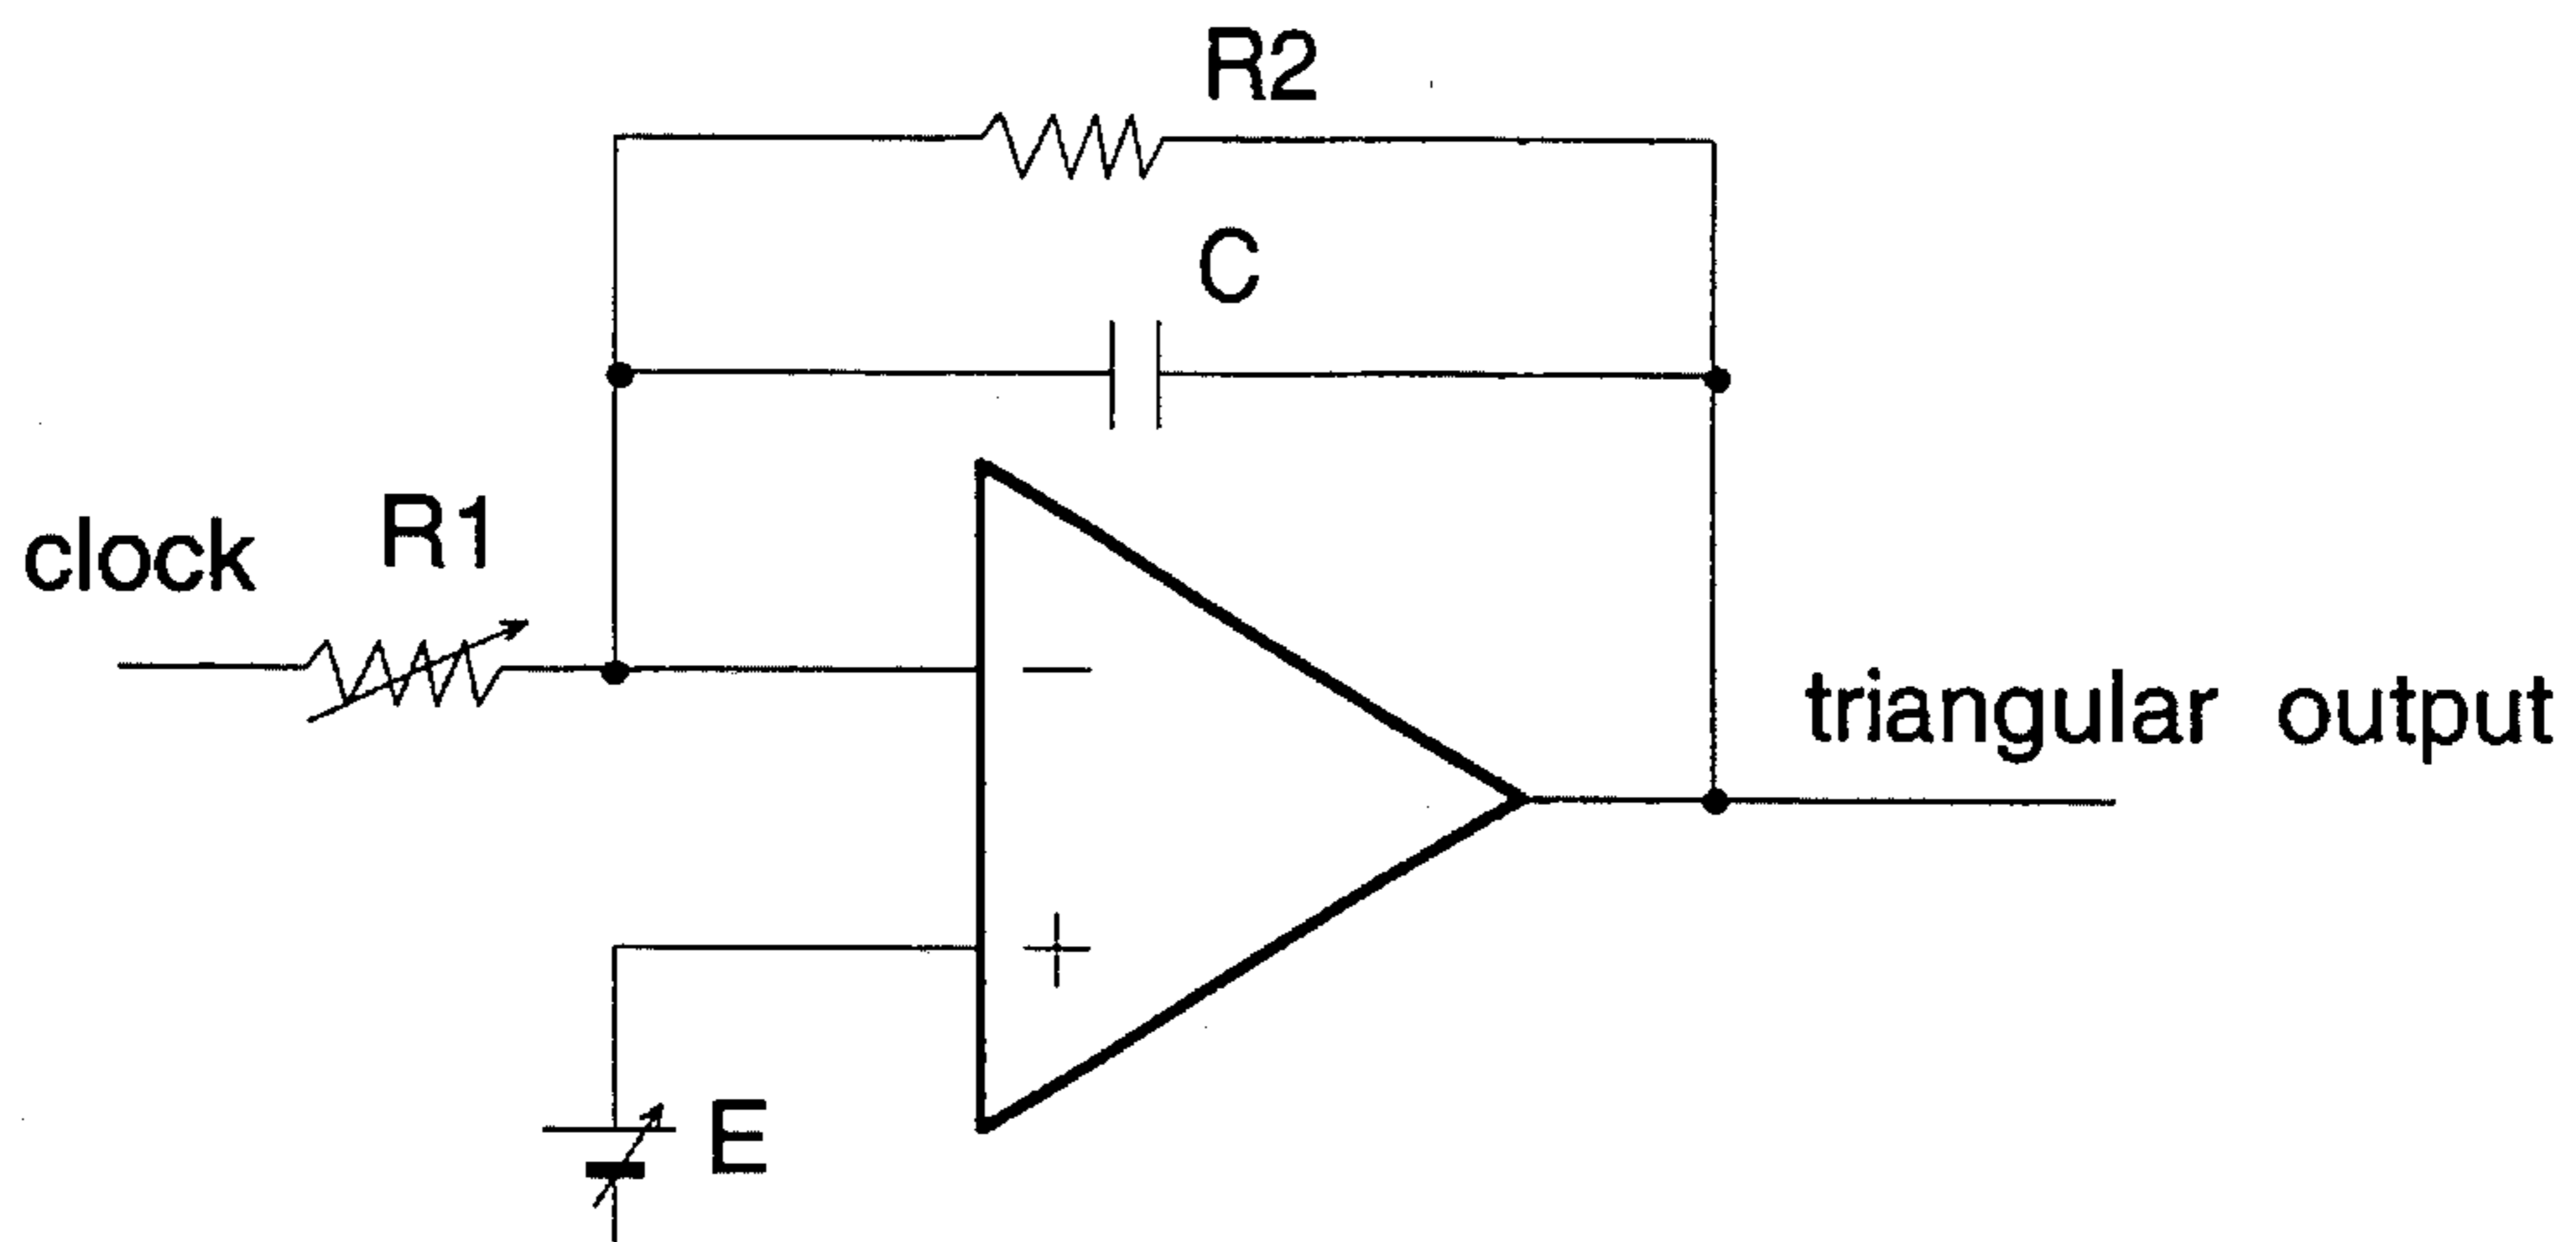 R2
C
R1
clock
−
triangular output
+
E